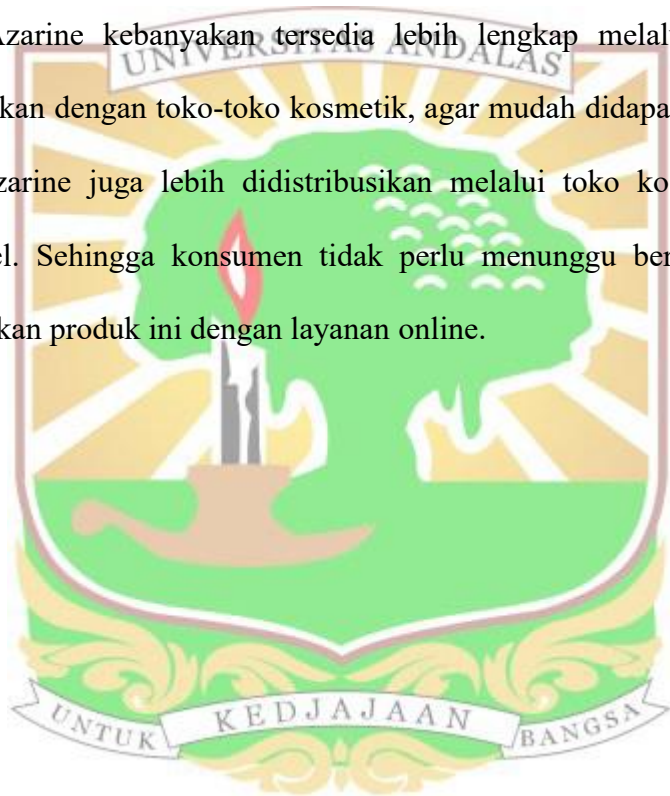 Azarine kebanyakan tersedia lebih lengkap melal
UNIVERSITAS ANDALAS
kan dengan toko-toko kosmetik, agar mudah didapa
zarine juga lebih didistribusikan melalui toko ko
el. Sehingga konsumen tidak perlu menunggu ber
kan produk ini dengan layanan online.
UNTUK KEDJAJAAN BANGSA